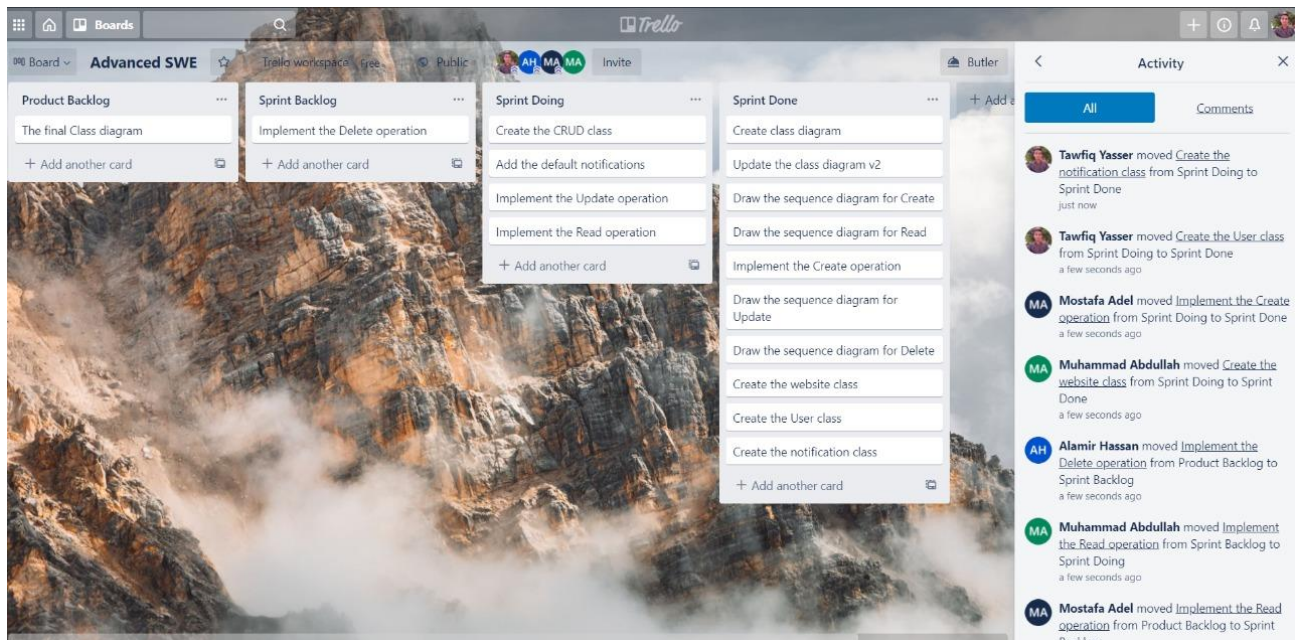 Boards
Trello
Board
Advanced SWE
Trello workspace Free
Public
AH MA MA
Invite
Butler
Product Backlog
The final Class diagram
+ Add another card
Sprint Backlog
Implement the Delete operation
+ Add another card
Sprint Doing
Create the CRUD class
Add the default notifications
Implement the Update operation
Implement the Read operation
+ Add another card
Sprint Done
Create class diagram
Update the class diagram v2
Draw the sequence diagram for Create
Draw the sequence diagram for Read
Implement the Create operation
Draw the sequence diagram for
Update
Draw the sequence diagram for Delete
Create the website class
Create the User class
Create the notification class
+ Add another card
+ Add
Activity
All
Comments
Tawfiq Yasser moved Create the
notification class from Sprint Doing to
Sprint Done
just now
Tawfiq Yasser moved Create the User class
from Sprint Doing to Sprint Done
a few seconds ago
MA
Mostafa Adel moved Implement the Create
operation from Sprint Doing to Sprint Done
a few seconds ago
MA
Muhammad Abdullah moved Create the
website class from Sprint Doing to Sprint
Done
a few seconds ago
AH
Alamir Hassan moved Implement the
Delete operation from Product Backlog to
Sprint Backlog
a few seconds ago
MA
Muhammad Abdullah moved Implement
the Read operation from Sprint Backlog to
Sprint Doing
a few seconds ago
MA
Mostafa Adel moved Implement the Read
operation from Product Backlog to Sprint